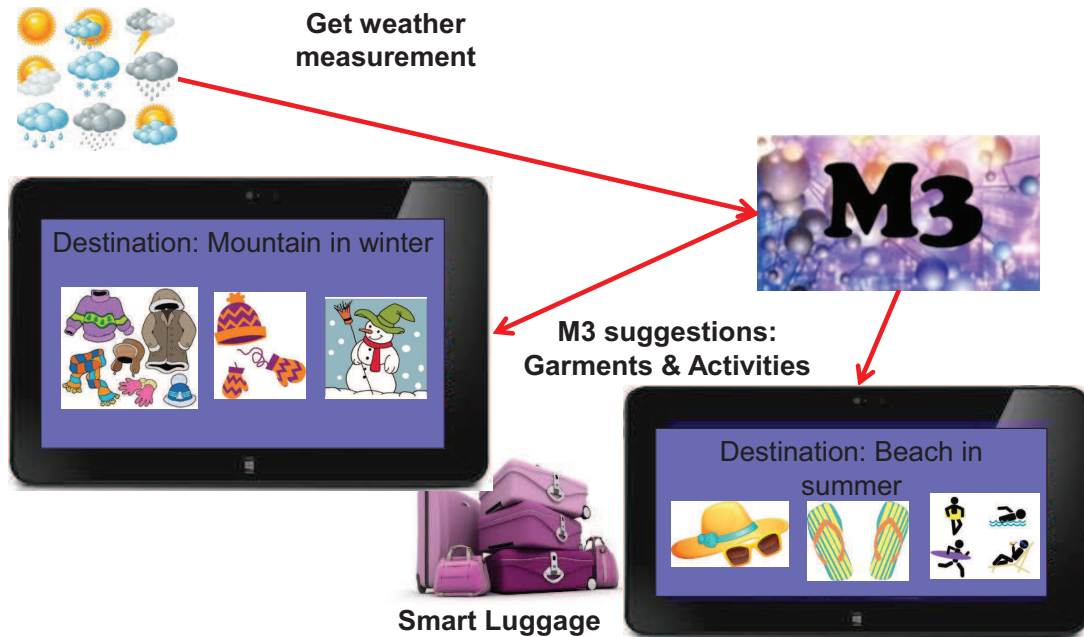 Get weather
measurement
M3
Destination: Mountain in winter
M3 suggestions:
Garments & Activities
Destination: Beach in
summer
Smart Luggage